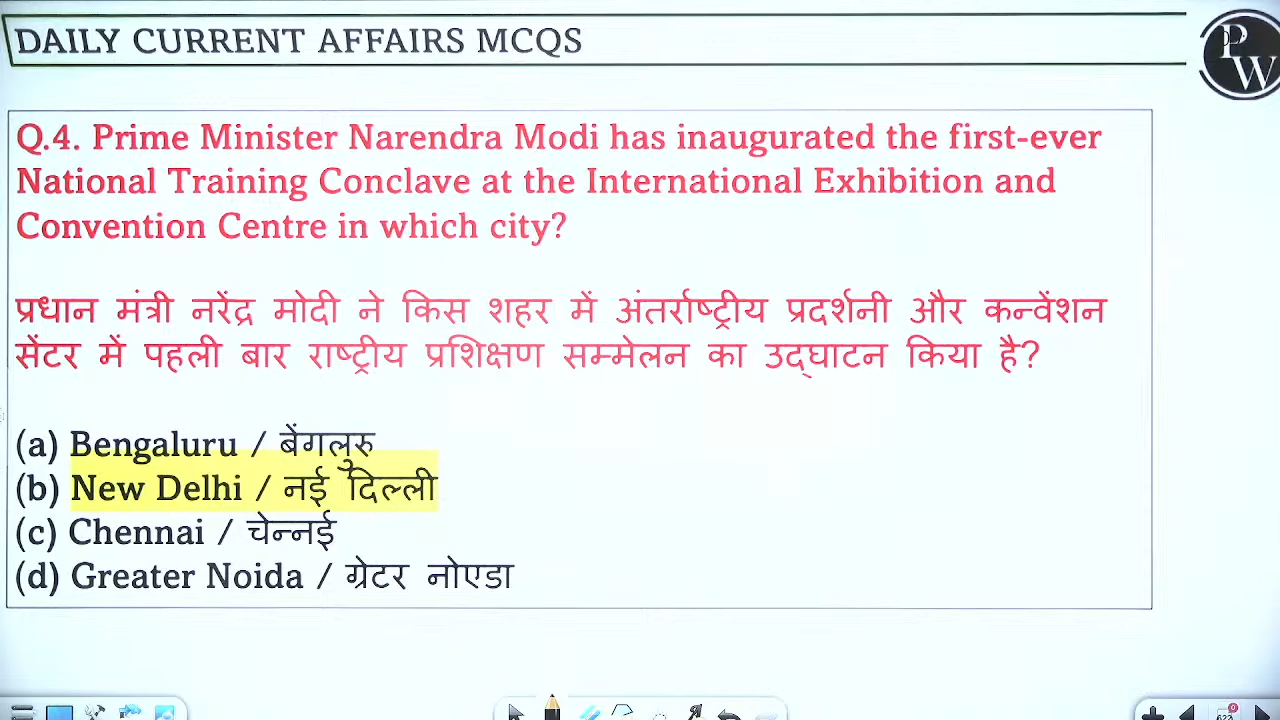 DAILY CURRENT AFFAIRS MCQS
PW
Q.4. Prime Minister Narendra Modi has inaugurated the first-ever
National Training Conclave at the International Exhibition and
Convention Centre in which city?
प्रधान मंत्री नरेंद्र मोदी ने किस शहर में अंतर्राष्ट्रीय प्रदर्शनी और कन्वेंशन
सेंटर में पहली बार राष्ट्रीय प्रशिक्षण सम्मेलन का उद्घाटन किया है?
(a) Bengaluru / बेंगलुरु
(b) New Delhi / नई दिल्ली
(c) Chennai / चेन्नई
(d) Greater Noida / ग्रेटर नोएडा